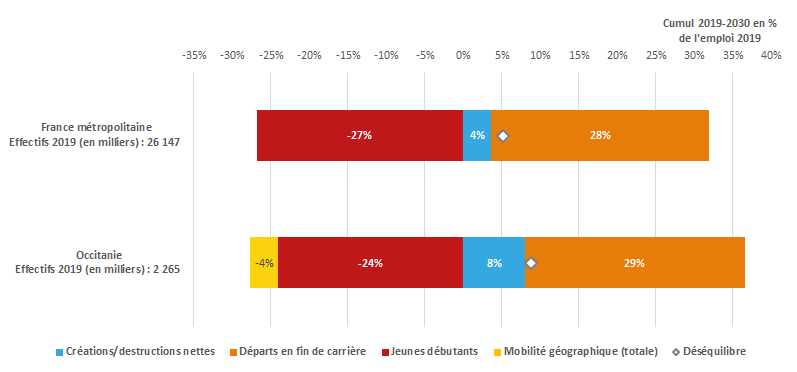 Cumul 2019-2030 en %
de l'emploi 2019
-35% -30% -25% -20% -15% -10% -5% 0% 5% 10% 15% 20% 25% 30% 35% 40%
France métropolitaine
Effectifs 2019 (en milliers) : 26 147
-27% 4% 28%
Occitanie
Effectifs 2019 (en milliers) : 2 265
-4% -24% 8% 29%
Créations/destructions nettes Départs en fin de carrière Jeunes débutants Mobilité géographique (totale) Déséquilibre